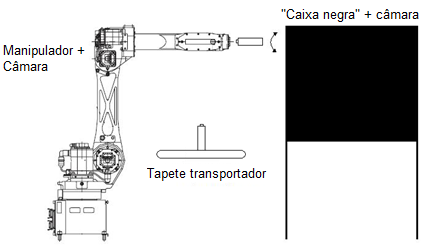 "Caixa negra" + câmara
Manipulador +
Câmara
Tapete transportador